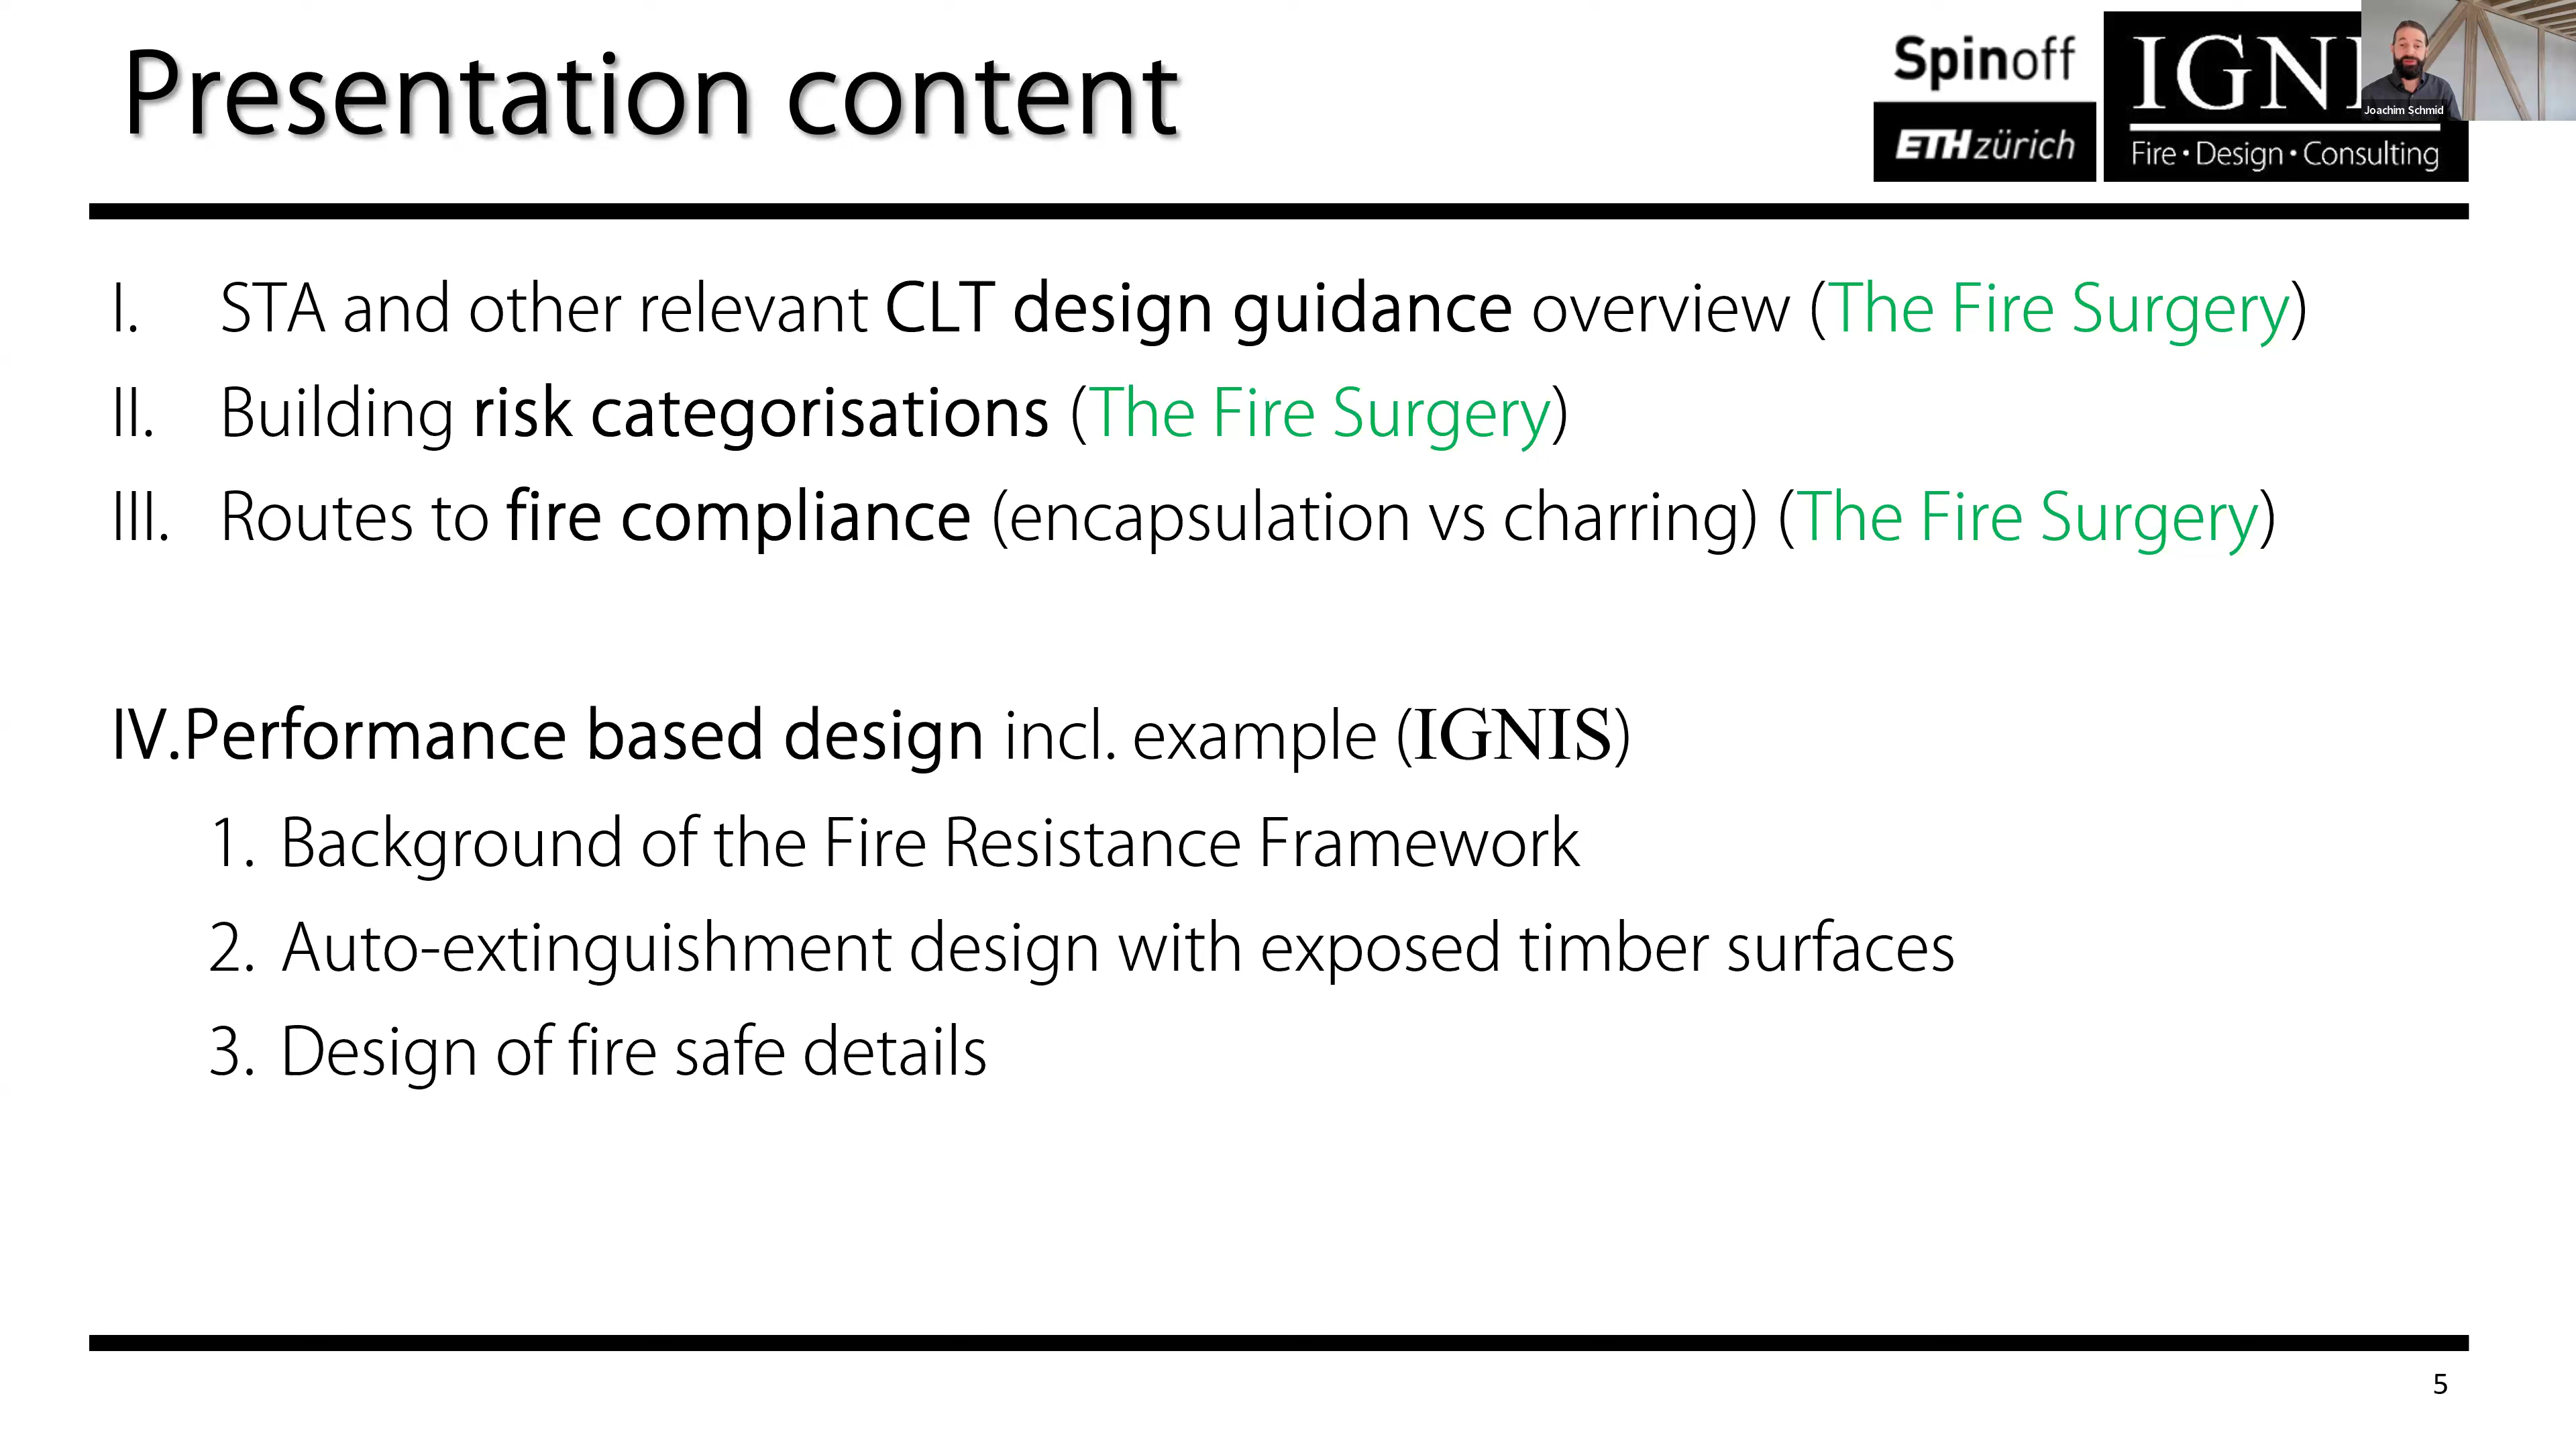 Presentation content
Spinoff
ETH zürich
IGNI
Fire • Design • Consulting
Joachim Schmid
I. STA and other relevant CLT design guidance overview (The Fire Surgery)
II. Building risk categorisations (The Fire Surgery)
III. Routes to fire compliance (encapsulation vs charring) (The Fire Surgery)
IV.Performance based design incl. example (IGNIS)
1. Background of the Fire Resistance Framework
2. Auto-extinguishment design with exposed timber surfaces
3. Design of fire safe details
5